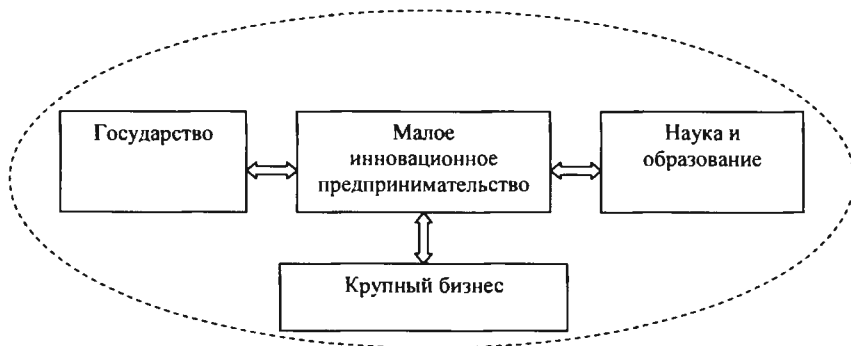 Государство
Малое
инновационное
предпринимательство
Наука и
образование
Крупный бизнес